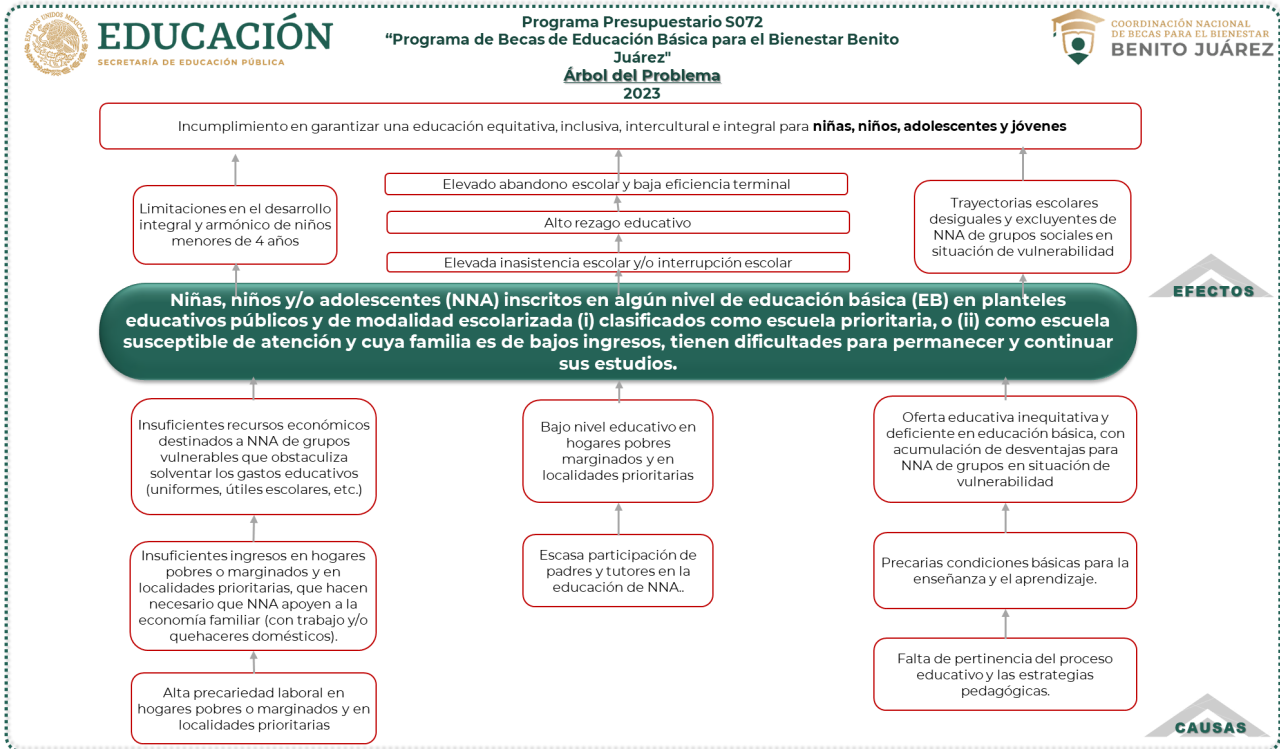 EDUCACIÓN
SECRETARÍA DE EDUCACIÓN PÚBLICA
Programa Presupuestario S072
“Programa de Becas de Educación Básica para el Bienestar Benito
Juárez"
Árbol del Problema
2023
COORDINACIÓN NACIONAL
DE BECAS PARA EL BIENESTAR
BENITO JUÁREZ
Incumplimiento en garantizar una educación equitativa, inclusiva, intercultural e integral para niñas, niños, adolescentes y jóvenes
Limitaciones en el desarrollo
integral y armónico de niños
menores de 4 años
Elevado abandono escolar y baja eficiencia terminal
Alto rezago educativo
Elevada inasistencia escolar y/o interrupción escolar
Trayectorias escolares
desiguales y excluyentes de
NNA de grupos sociales en
situación de vulnerabilidad
EFECTOS
Niñas, niños y/o adolescentes (NNA) inscritos en algún nivel de educación básica (EB) en planteles
educativos públicos y de modalidad escolarizada (i) clasificados como escuela prioritaria, o (ii) como escuela
susceptible de atención y cuya familia es de bajos ingresos, tienen dificultades para permanecer y continuar
sus estudios.
Insuficientes recursos económicos
destinados a NNA de grupos
vulnerables que obstaculiza
solventar los gastos educativos
(uniformes, útiles escolares, etc.)
Insuficientes ingresos en hogares
pobres o marginados y en
localidades prioritarias, que hacen
necesario que NNA apoyen a la
economía familiar (con trabajo y/o
quehaceres domésticos).
Alta precariedad laboral en
hogares pobres o marginados y en
localidades prioritarias
Bajo nivel educativo en
hogares pobres
marginados y en
localidades prioritarias
Escasa participación de
padres y tutores en la
educación de NNA..
Oferta educativa inequitativa y
deficiente en educación básica, con
acumulación de desventajas para
NNA de grupos en situación de
vulnerabilidad
Precarias condiciones básicas para la
enseñanza y el aprendizaje.
Falta de pertinencia del proceso
educativo y las estrategias
pedagógicas.
CAUSAS